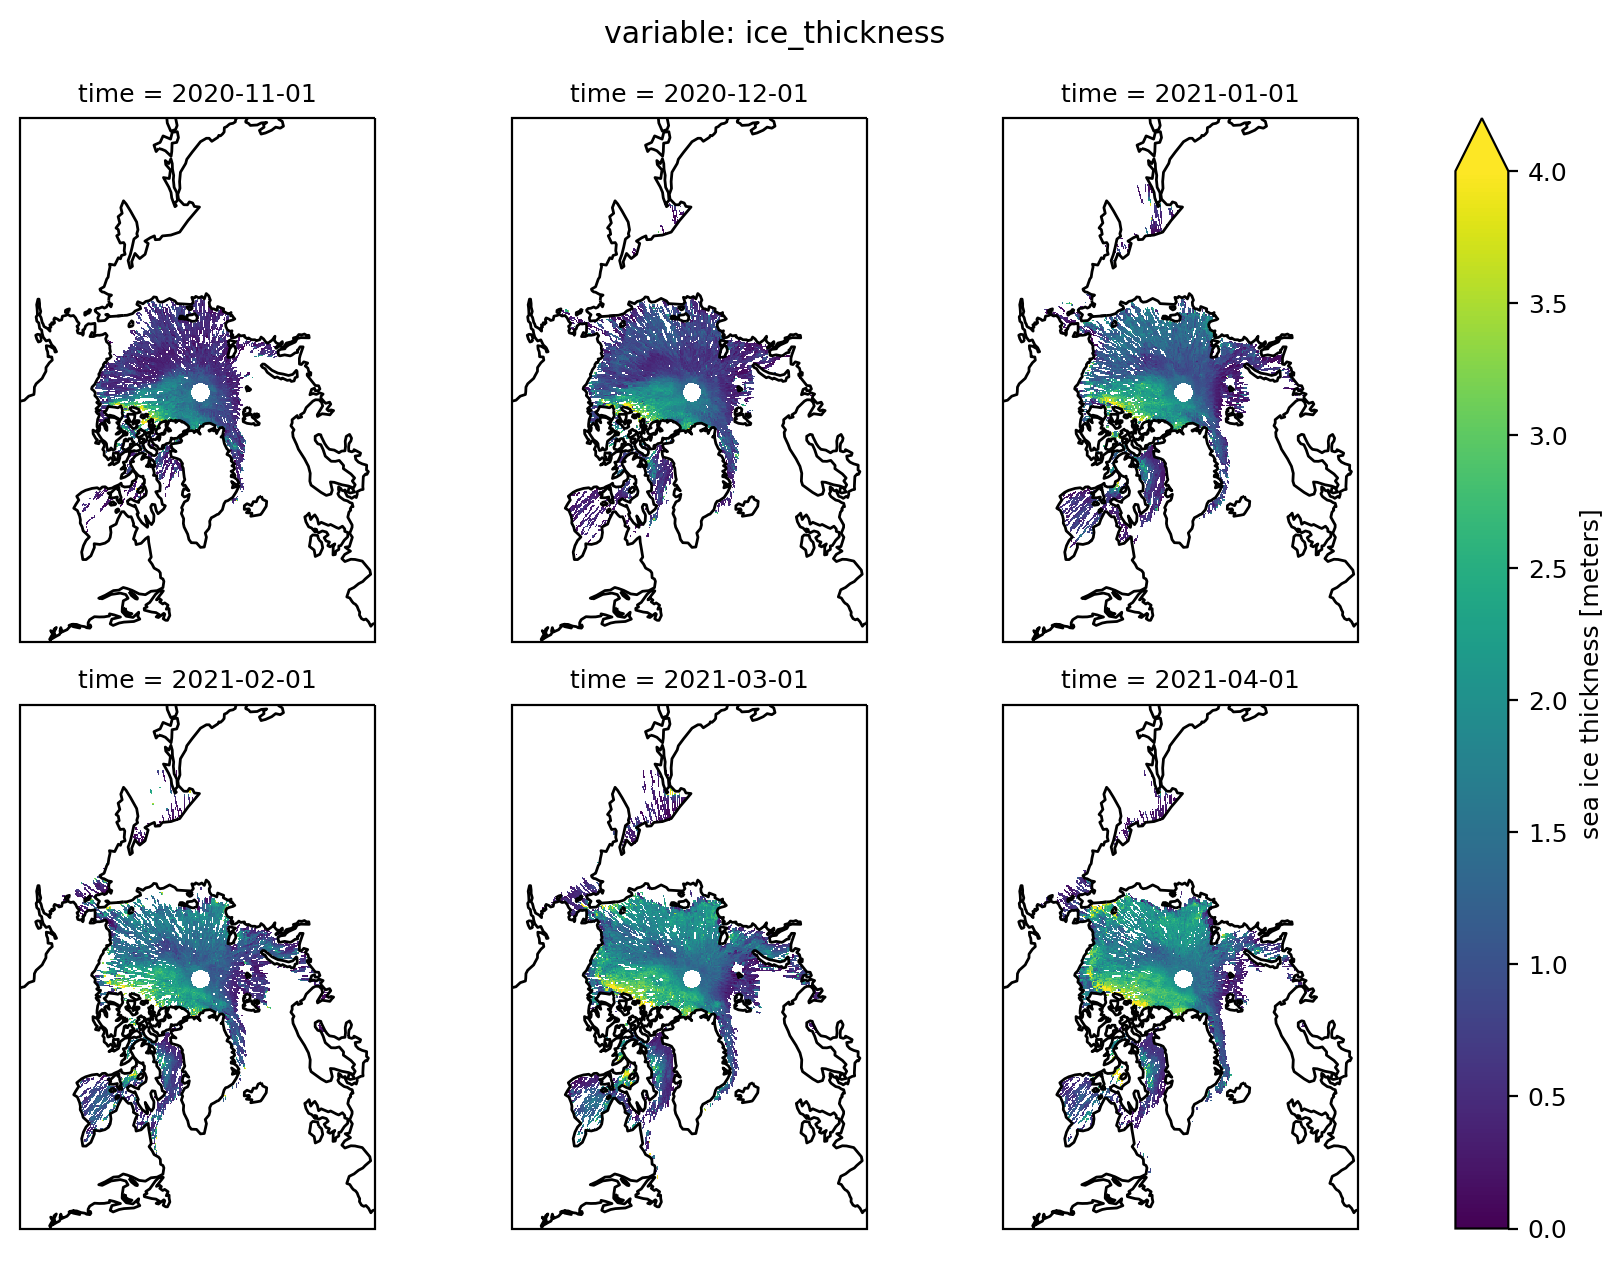 variable: ice_thickness
time = 2020-11-01
time = 2020-12-01
time = 2021-01-01
time = 2021-02-01
time = 2021-03-01
time = 2021-04-01
4.0
3.5
3.0
2.5
2.0
1.5
1.0
0.5
0.0
sea ice thickness [meters]